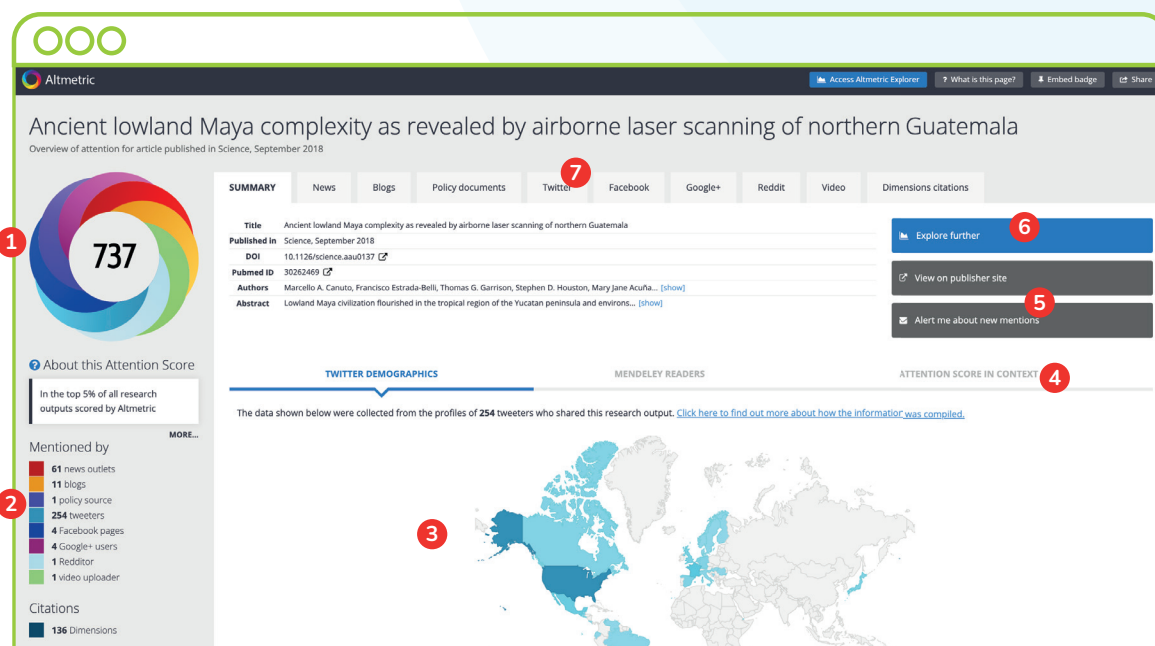 Altmetric
Access Altmetric Explorer
? What is this page?
Embed badge
Share
Ancient lowland Maya complexity as revealed by airborne laser scanning of northern Guatemala
Overview of attention for article published in Science, September 2018
1
737
SUMMARY
News
Blogs
Policy documents
Twitter
7
Facebook
Google+
Reddit
Video
Dimensions citations
Title Ancient lowland Maya complexity as revealed by airborne laser scanning of northern Guatemala
Published in Science, September 2018
DOI 10.1126/science.aau0137
Pubmed ID 30262469
Authors Marcello A. Canuto, Francisco Estrada-Belli, Thomas G. Garrison, Stephen D. Houston, Mary Jane Acuña... [show]
Abstract Lowland Maya civilization flourished in the tropical region of the Yucatan peninsula and environs... [show]
Explore further
6
View on publisher site
5
Alert me about new mentions
? About this Attention Score
In the top 5% of all research
outputs scored by Altmetric
MORE...
Mentioned by
61 news outlets
11 blogs
1 policy source
2
254 tweeters
4 Facebook pages
4 Google+ users
1 Redditor
1 video uploader
Citations
136 Dimensions
TWITTER DEMOGRAPHICS
MENDELEY READERS
ATTENTION SCORE IN CONTEXT
4
The data shown below were collected from the profiles of 254 tweeters who shared this research output. Click here to find out more about how the information was compiled.
3